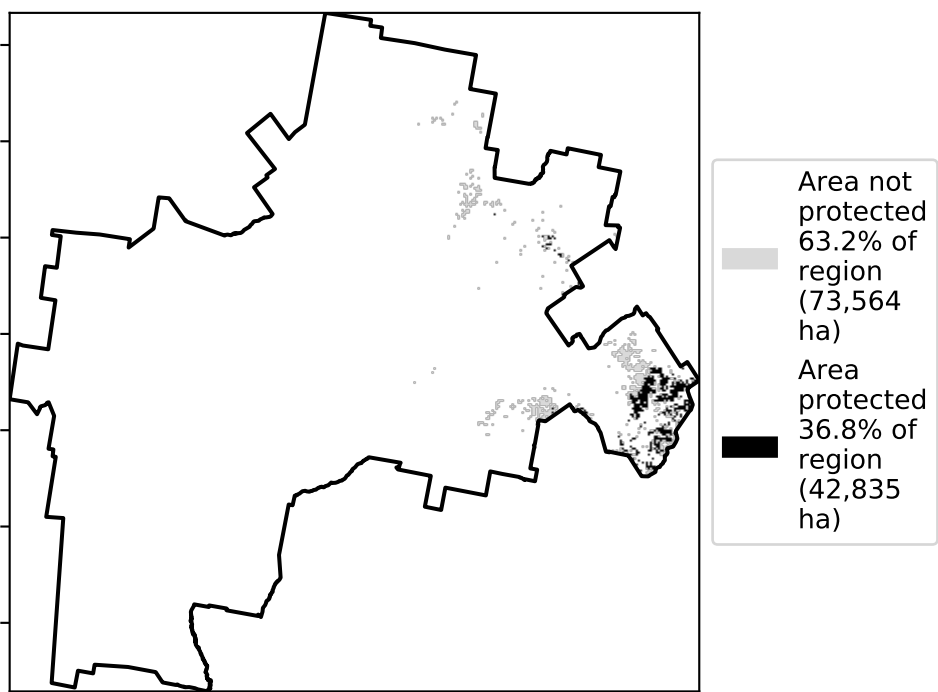 Area not
protected
63.2% of
region
(73,564
ha)
Area
protected
36.8% of
region
(42,835
ha)